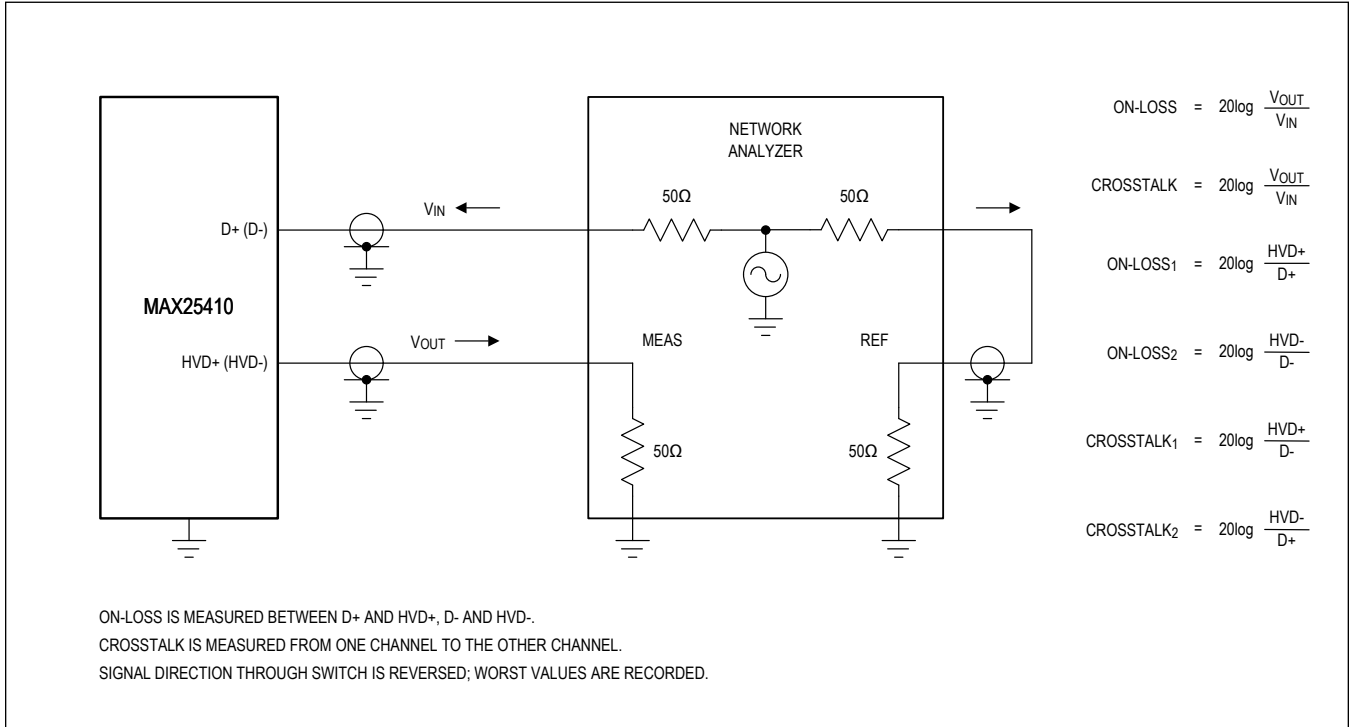 NETWORK
ANALYZER
50Ω
50Ω
VIN
D+ (D-)
MAX25410
VOUT
HVD+ (HVD-)
MEAS
REF
50Ω
50Ω
ON-LOSS = 20log VOUT
VIN
CROSSTALK = 20log VOUT
VIN
ON-LOSS1 = 20log HVD+
D+
ON-LOSS2 = 20log HVD-
D-
CROSSTALK1 = 20log HVD+
D-
CROSSTALK2 = 20log HVD-
D+
ON-LOSS IS MEASURED BETWEEN D+ AND HVD+, D- AND HVD-.
CROSSTALK IS MEASURED FROM ONE CHANNEL TO THE OTHER CHANNEL.
SIGNAL DIRECTION THROUGH SWITCH IS REVERSED; WORST VALUES ARE RECORDED.